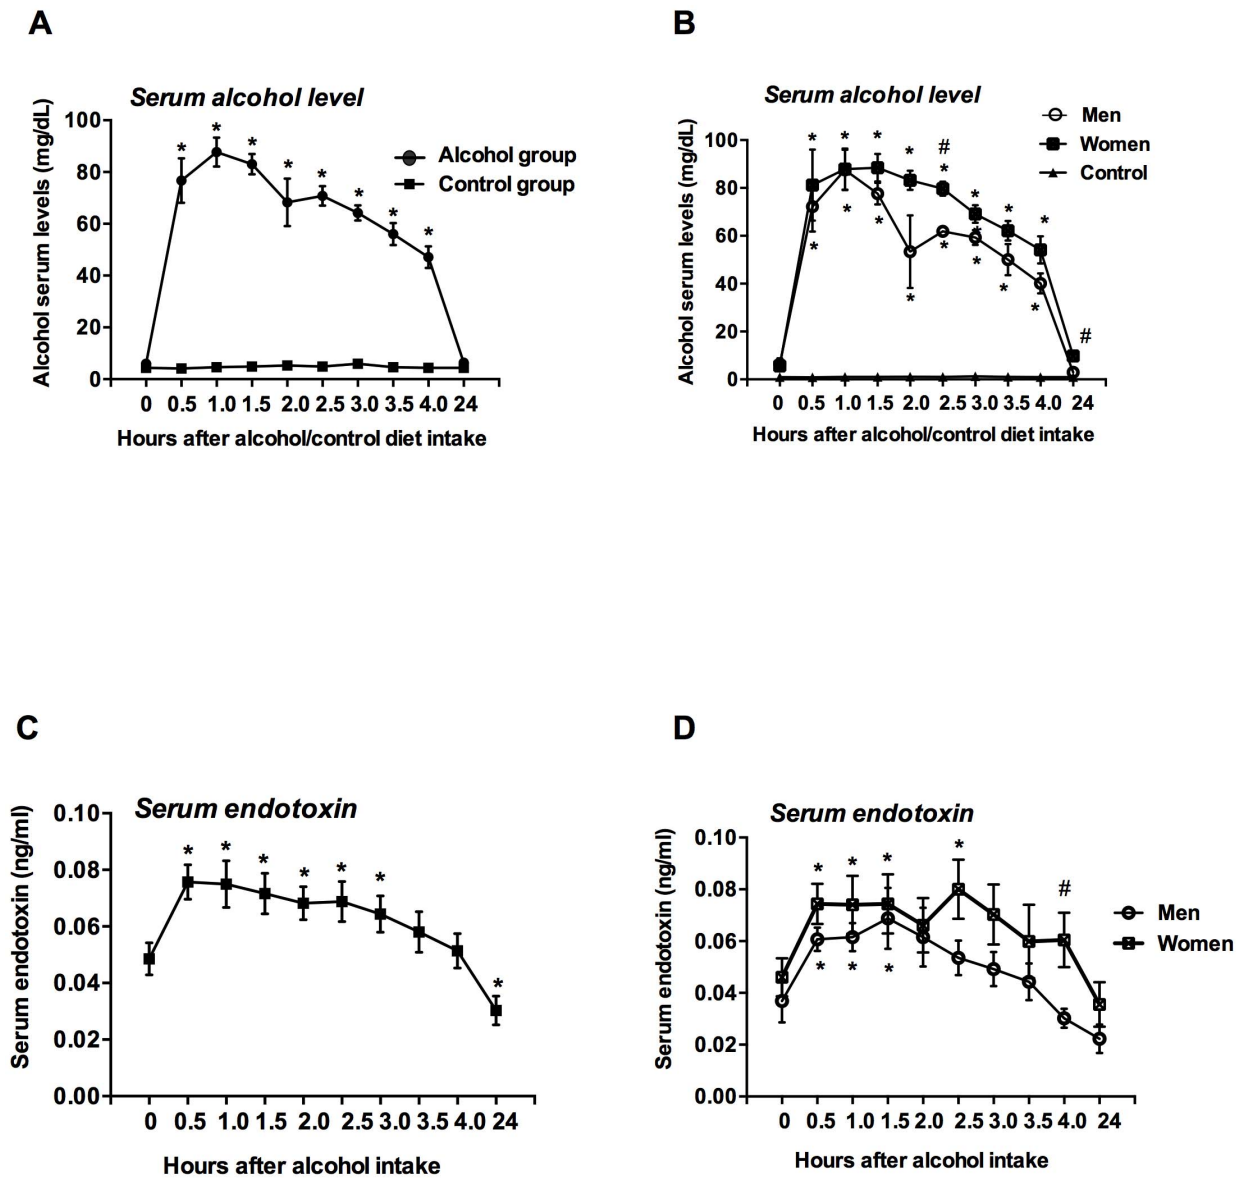 A
Serum alcohol level
Alcohol serum levels (mg/dL)
100
80
60
40
20
0
* * * * * * * *
Alcohol group
Control group
0 0.5 1.0 1.5 2.0 2.5 3.0 3.5 4.0 24
Hours after alcohol/control diet intake
B
Serum alcohol level
Alcohol serum levels (mg/dL)
100
80
60
40
20
0
# #
* * * * * * * *
* * * * * * * *
Men
Women
Control
0 0.5 1.0 1.5 2.0 2.5 3.0 3.5 4.0 24
Hours after alcohol/control diet intake
C
Serum endotoxin
Serum endotoxin (ng/ml)
0.10
0.08
0.06
0.04
0.02
0.00
* * * * * * *
0 0.5 1.0 1.5 2.0 2.5 3.0 3.5 4.0 24
Hours after alcohol intake
D
Serum endotoxin
Serum endotoxin (ng/ml)
0.10
0.08
0.06
0.04
0.02
0.00
* * * * #
* * *
Men
Women
0 0.5 1.0 1.5 2.0 2.5 3.0 3.5 4.0 24
Hours after alcohol intake